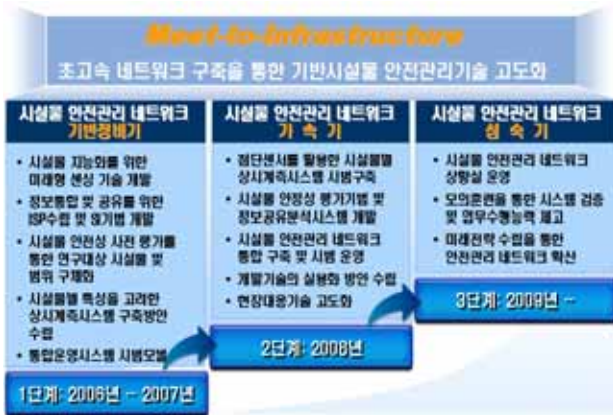 Meet-to-Infrastructure
초고속 네트워크 구축을 통한 기반시설물 안전관리기술 고도화
시설물 안전관리 네트워크
기반정비기
• 시설물 지능화를 위한
미래형 센싱 기술 개발
• 정보통합 및 공유를 위한
ISP수립 및 SI기법 개발
• 시설물 안전성 사전 평가를
통한 연구대상 시설물 및
범위 구체화
• 시설물별 특성을 고려한
상시계측시스템 구축방안
수립
• 통합운영시스템 시범모델
1단계: 2006년 - 2007년
시설물 안전관리 네트워크
가 속 기
• 첨단센서를 활용한 시설물별
상시계측시스템 시범구축
• 시설물 안정성 평가기법 및
정보공유분석시스템 개발
• 시설물 안전관리 네트워크
통합 구축 및 시범 운영
• 개발기술의 실용화 방안 수립
• 현장대응기술 고도화
2단계: 2008년
시설물 안전관리 네트워크
성 숙 기
• 시설물 안전관리 네트워크
상황실 운영
• 모의훈련을 통한 시스템 검증
및 업무수행능력 제고
• 미래전략 수립을 통한
안전관리 네트워크 확산
3단계: 2009년 -